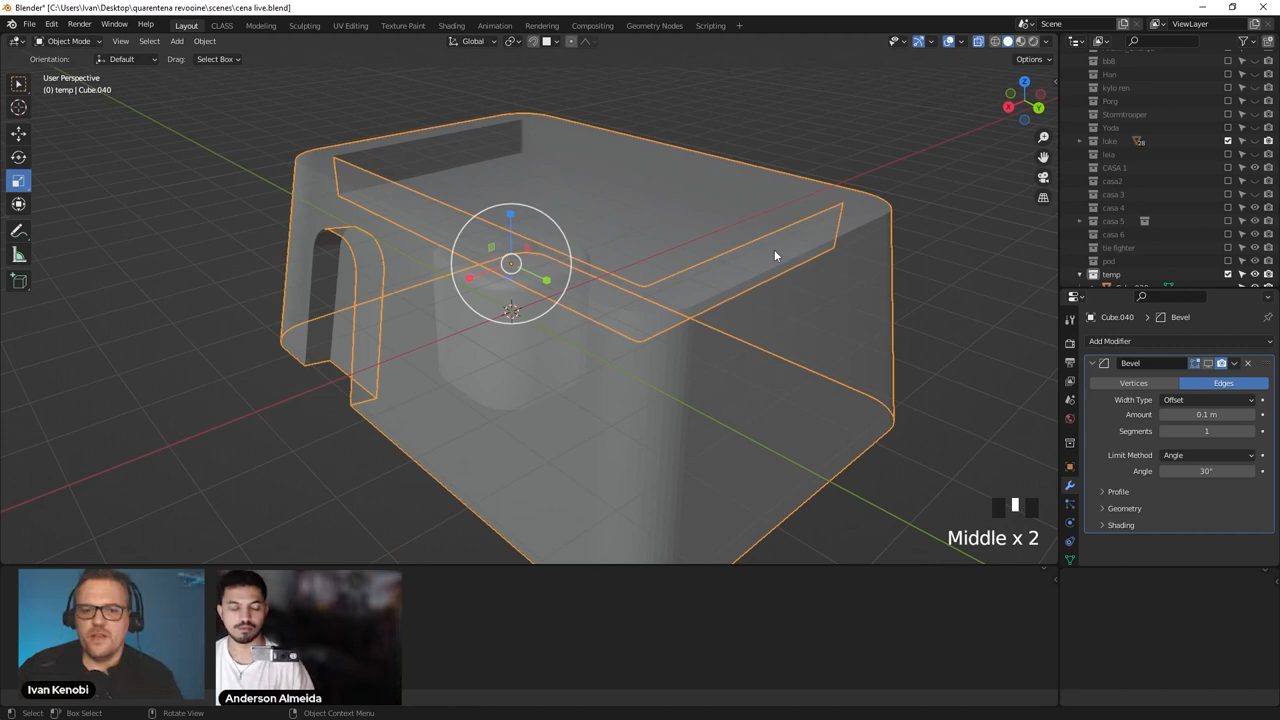 Blender* [C:\Users\Ivan\Desktop\quarentena revooine\scenes\cena live.blend]
File Edit Render Window Help Layout CLASS Modeling Sculpting UV Editing Texture Paint Shading Animation Rendering Compositing Geometry Nodes Scripting + Scene ViewLayer
Object Mode View Select Add Object Global
Orientation: Default Drag: Select Box Options
User Perspective
(0) temp | Cube.040
Z
X
Y
bb8
Han
kylo ren
Porg
Stormtrooper
Yoda
luke 28
leia
CASA 1
casa2
casa 3
casa 4
casa 5
casa 6
tie fighter
pod
temp
Cube.040 > Bevel
Add Modifier
Bevel
Vertices Edges
Width Type Offset
Amount 0.1 m
Segments 1
Limit Method Angle
Angle 30°
Profile
Geometry
Shading
Middle x 2
Ivan Kenobi
Anderson Almeida
Select Box Select Rotate View Object Context Menu